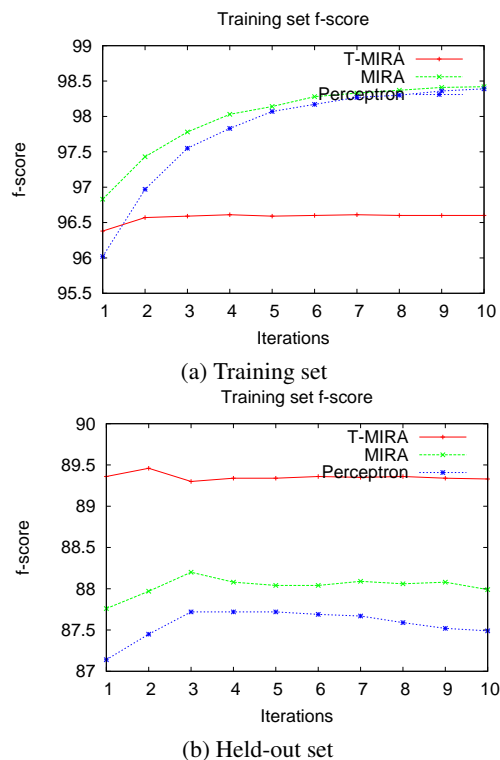 Training set f-score
99
98.5
98
97.5
97
96.5
96
95.5
f-score
T-MIRA
MIRA
Perceptron
1 2 3 4 5 6 7 8 9 10
Iterations
(a) Training set
Training set f-score
90
89.5
89
88.5
88
87.5
87
f-score
T-MIRA
MIRA
Perceptron
1 2 3 4 5 6 7 8 9 10
Iterations
(b) Held-out set